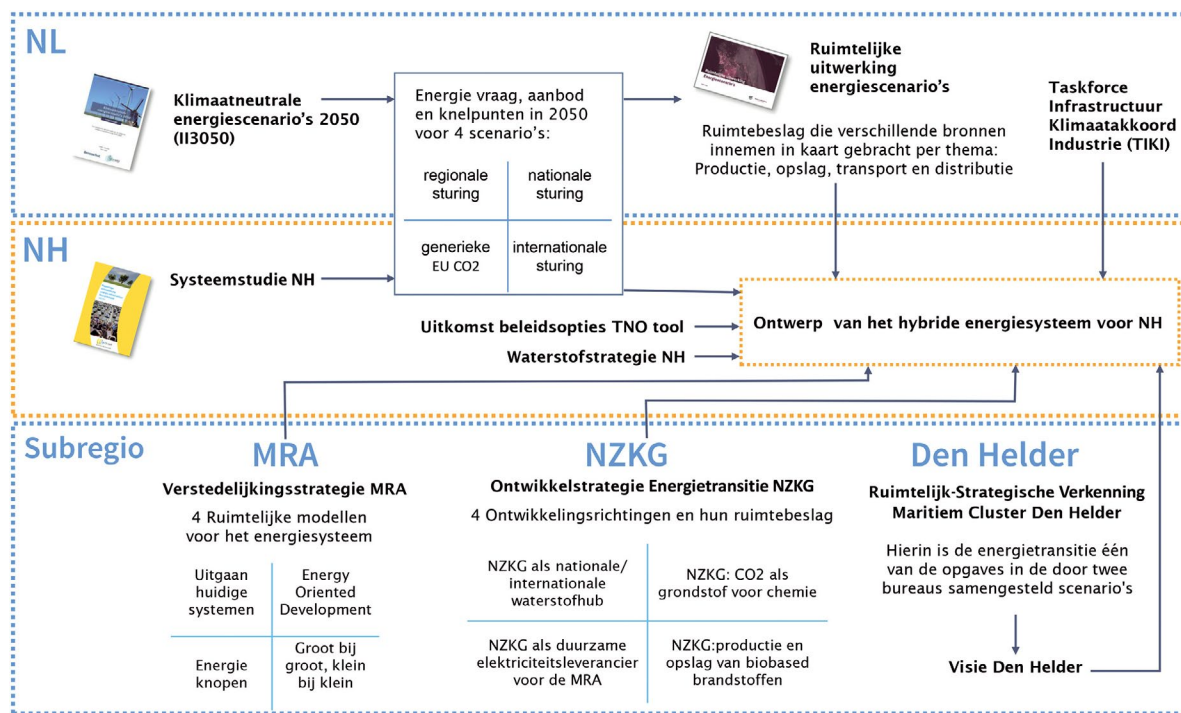 NL
Klimaatneutrale
energiescenario's 2050
(II3050)
Energie vraag, aanbod
en knelpunten in 2050
voor 4 scenario's:
regionale
sturing
nationale
sturing
generieke
EU CO2
internationale
sturing
Ruimtelijke
uitwerking
energiescenario's
Ruimtebeslag die verschillende bronnen
innemen in kaart gebracht per thema:
Productie, opslag, transport en distributie
Taskforce
Infrastructuur
Klimaatakkoord
Industrie (TIKI)
NH
Systeemstudie NH
Uitkomst beleidsopties TNO tool
Waterstofstrategie NH
Ontwerp van het hybride energiesysteem voor NH
Subregio
MRA
Verstedelijkingsstrategie MRA
4 Ruimtelijke modellen
voor het energiesysteem
Uitgaan
huidige
systemen
Energy
Oriented
Development
Energie
knopen
Groot bij
groot, klein
bij klein
NZKG
Ontwikkelstrategie Energietransitie NZKG
4 Ontwikkelingsrichtingen en hun ruimtebeslag
NZKG als nationale/
internationale
waterstofhub
NZKG: CO2 als
grondstof voor chemie
NZKG als duurzame
elektriciteitsleverancier
voor de MRA
NZKG:productie en
opslag van biobased
brandstoffen
Den Helder
Ruimtelijk-Strategische Verkenning
Maritiem Cluster Den Helder
Hierin is de energietransitie één
van de opgaves in de door twee
bureaus samengesteld scenario's
Visie Den Helder